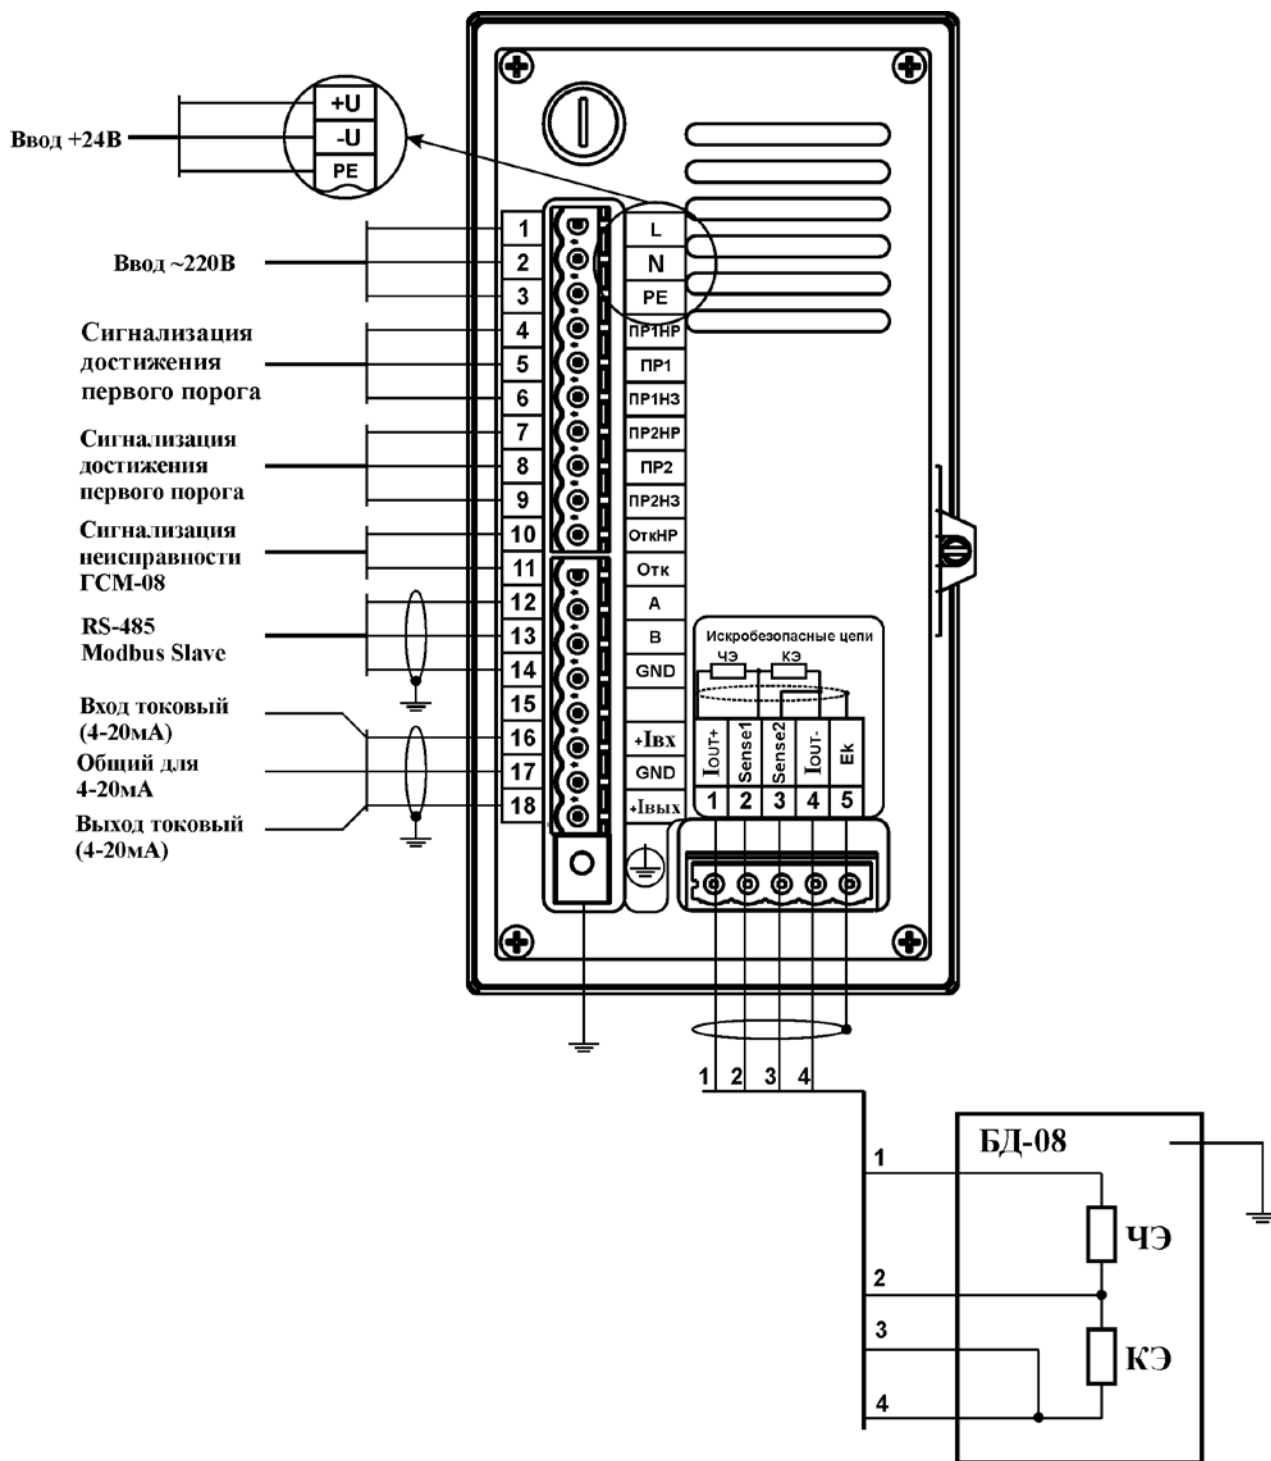 +U
-U
PE
Ввод +24В
Ввод ~220В
Сигнализация
достижения
первого порога
Сигнализация
достижения
первого порога
Сигнализация
неисправности
ГСМ-08
RS-485
Modbus Slave
Вход токовый
(4-20мА)
Общий для
4-20мА
Выход токовый
(4-20мА)
1 L
2 N
3 PE
4 ПР1НР
5 ПР1
6 ПР1НЗ
7 ПР2НР
8 ПР2
9 ПР2НЗ
10 ОткНР
11 Отк
12 A
13 B
14 GND
15
16 +Iвх
17 GND
18 +Iвых
Искробезопасные цепи
ЧЭ КЭ
IOUT+ Sense1 Sense2 IOUT- Ek
1 2 3 4 5
1 2 3 4
БД-08
1
ЧЭ
2
3
КЭ
4